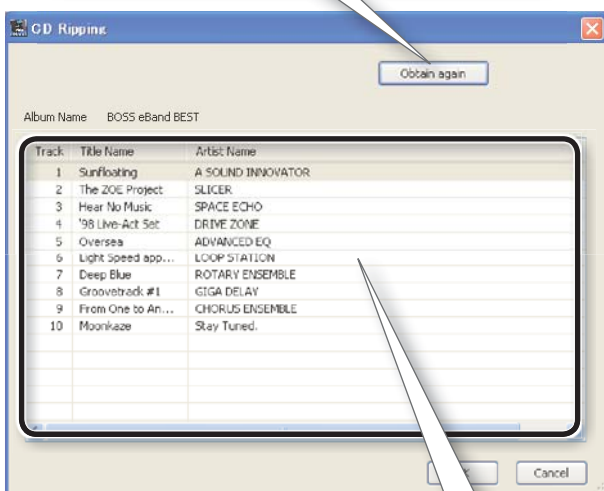 CD Ripping
Obtain again
Album Name BOSS eBand BEST
Track Title Name Artist Name
1 Sunfloating A SOUND INNOVATOR
2 The ZOE Project SLICER
3 Hear No Music SPACE ECHO
4 '98 Live-Act Set DRIVE ZONE
5 Oversea ADVANCED EQ
6 Light Speed app... LOOP STATION
7 Deep Blue ROTARY ENSEMBLE
8 Groovetrack #1 GIGA DELAY
9 From One to An... CHORUS ENSEMBLE
10 Moonkaze Stay Tuned.
Cancel